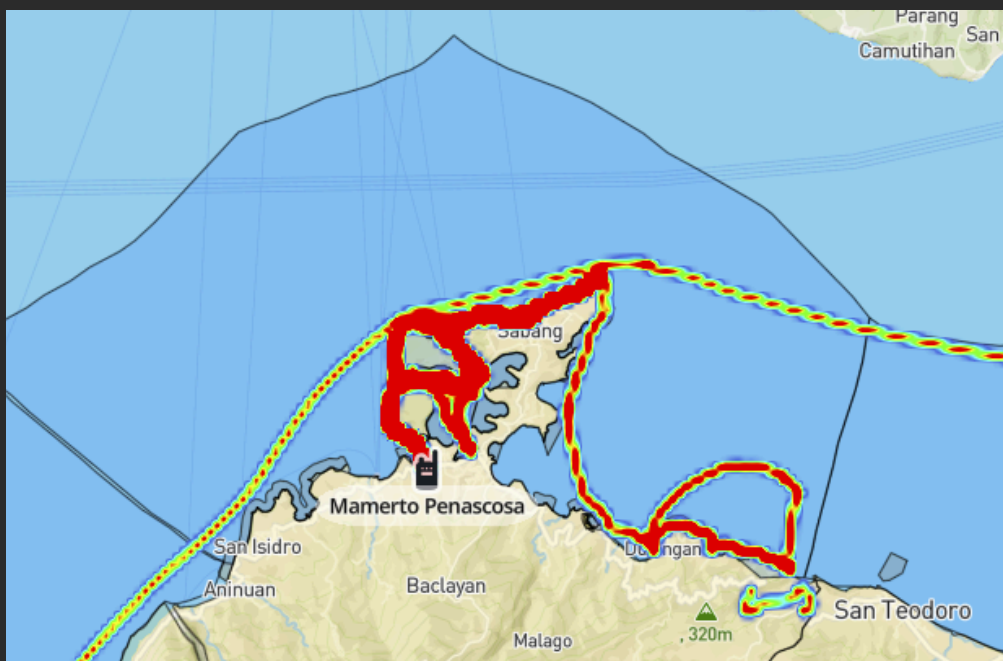 Parang
San
Camutihan
Sabang
Mamerto Penascosa
San Isidro
Dulangan
Aninuan
Baclayan
San Teodoro
, 320m
Malago